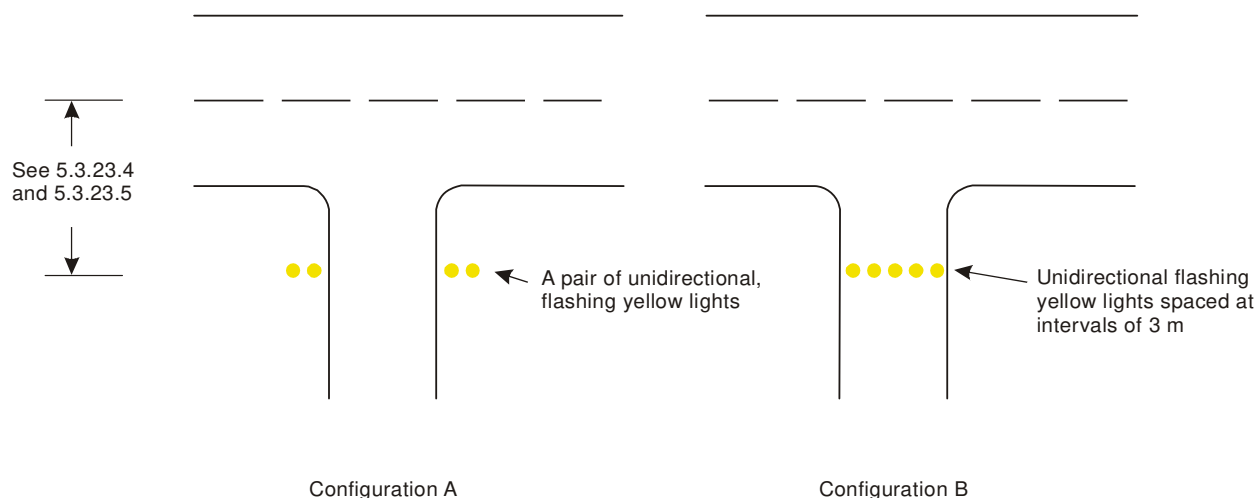 See 5.3.23.4
and 5.3.23.5
A pair of unidirectional,
flashing yellow lights
Unidirectional flashing
yellow lights spaced at
intervals of 3 m
Configuration A
Configuration B